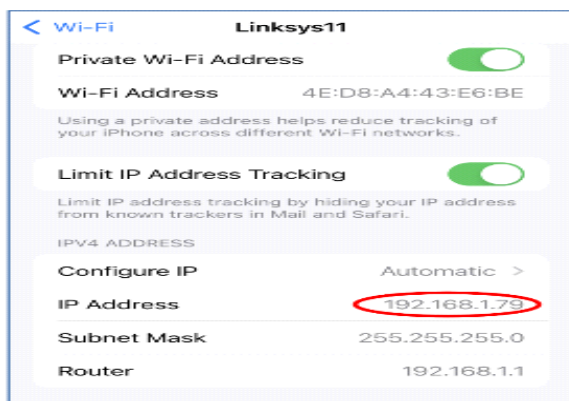 < Wi-Fi Linksys11
Private Wi-Fi Address
Wi-Fi Address 4E:D8:A4:43:E6:BE
Using a private address helps reduce tracking of
your iPhone across different Wi-Fi networks.
Limit IP Address Tracking
Limit IP address tracking by hiding your IP address
from known trackers in Mail and Safari.
IPV4 ADDRESS
Configure IP Automatic >
IP Address 192.168.1.79
Subnet Mask 255.255.255.0
Router 192.168.1.1